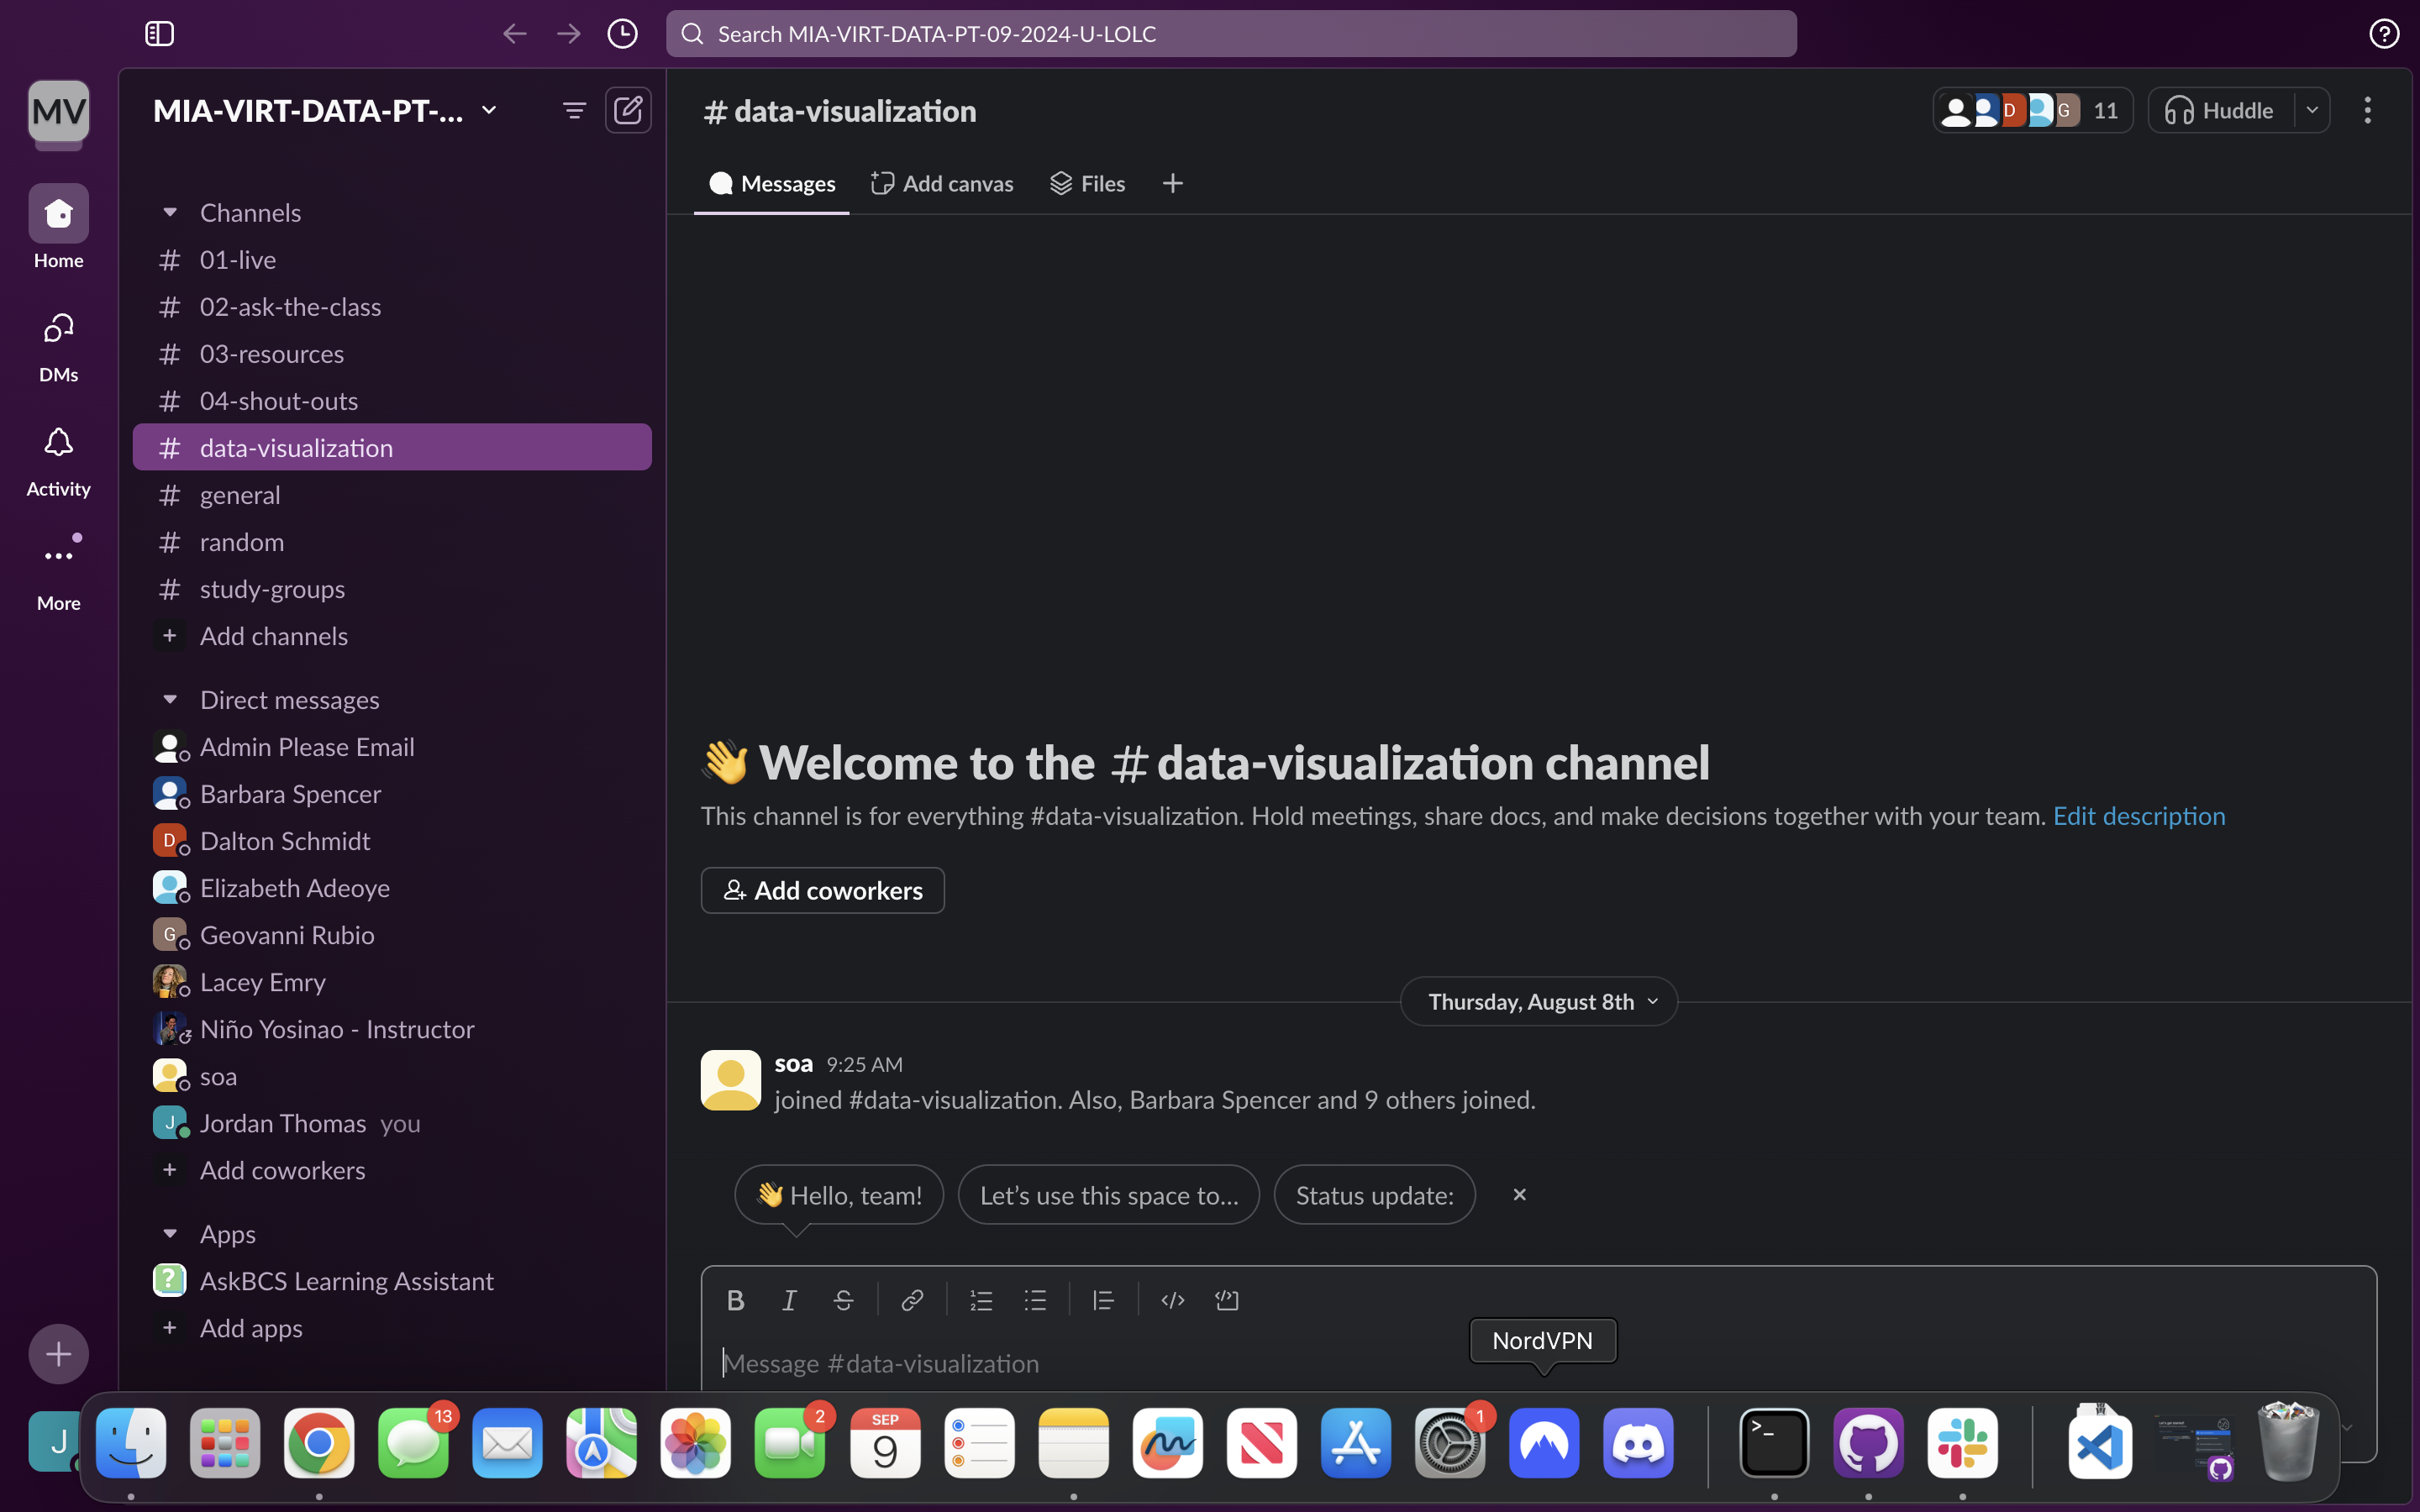 Search MIA-VIRT-DATA-PT-09-2024-U-LOLC
MV
Home
DMs
Activity
More
J
MIA-VIRT-DATA-PT-...
Channels
# 01-live
# 02-ask-the-class
# 03-resources
# 04-shout-outs
# data-visualization
# general
# random
# study-groups
+ Add channels
Direct messages
Admin Please Email
Barbara Spencer
D Dalton Schmidt
Elizabeth Adeoye
G Geovanni Rubio
Lacey Emry
Niño Yosinao - Instructor
soa
J Jordan Thomas you
+ Add coworkers
Apps
? AskBCS Learning Assistant
+ Add apps
# data-visualization
D G 11
Huddle
Messages
Add canvas
Files
👋 Welcome to the # data-visualization channel
This channel is for everything #data-visualization. Hold meetings, share docs, and make decisions together with your team. Edit description
Add coworkers
Thursday, August 8th
soa 9:25 AM
joined #data-visualization. Also, Barbara Spencer and 9 others joined.
👋 Hello, team!
Let’s use this space to...
Status update:
B I S
Message #data-visualization
NordVPN
13
2
SEP
9
1
>_